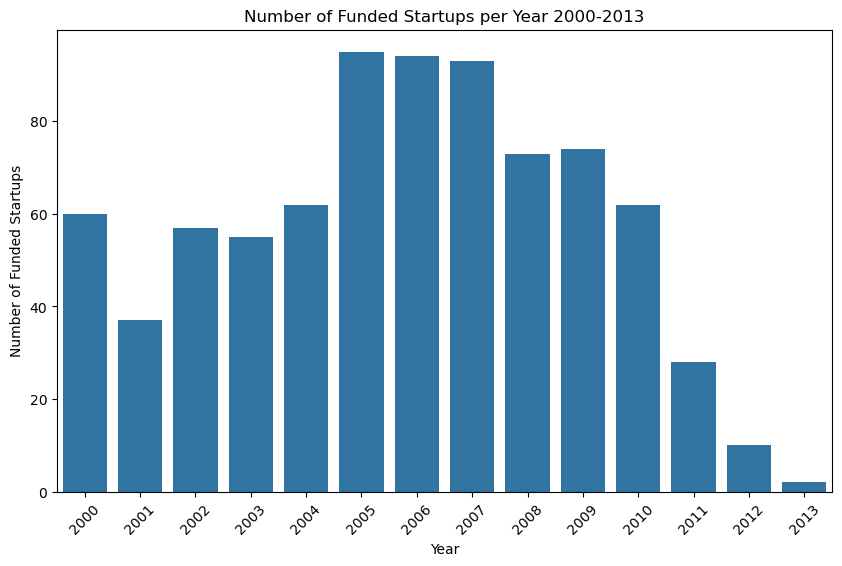 Number of Funded Startups per Year 2000-2013
Number of Funded Startups
80
60
40
20
0
2000 2001 2002 2003 2004 2005 2006 2007 2008 2009 2010 2011 2012 2013
Year